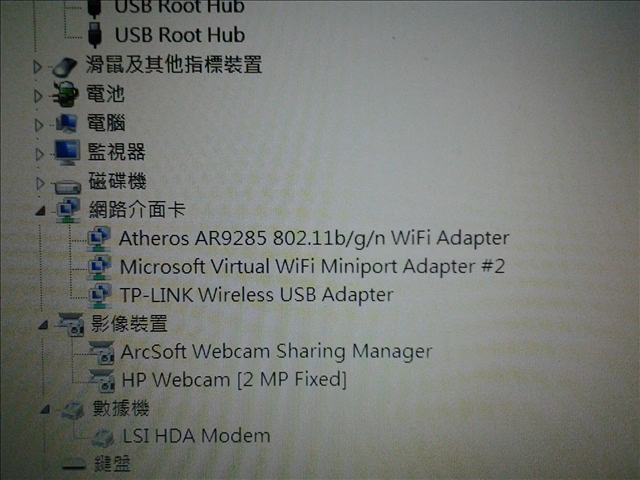 USB Root Hub
USB Root Hub
滑鼠及其他指標裝置
電池
電腦
監視器
磁碟機
網路介面卡
Atheros AR9285 802.11b/g/n WiFi Adapter
Microsoft Virtual WiFi Miniport Adapter #2
TP-LINK Wireless USB Adapter
影像裝置
ArcSoft Webcam Sharing Manager
HP Webcam [2 MP Fixed]
數據機
LSI HDA Modem
鍵盤